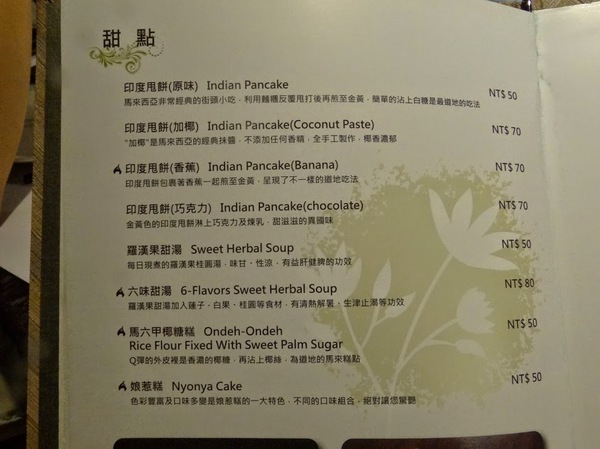 甜 點
印度甩餅(原味) Indian Pancake NT$ 50
馬來西亞非常經典的街頭小吃，利用麵糰反覆甩打後再煎至金黃，簡單的沾上白糖是最道地的吃法
印度甩餅(加椰) Indian Pancake(Coconut Paste) NT$ 70
"加椰"是馬來西亞的經典抹醬，不添加任何香精，全手工製作，椰香濃郁
印度甩餅(香蕉) Indian Pancake(Banana) NT$ 70
印度甩餅包裹著香蕉一起煎至金黃，呈現了不一樣的道地吃法
印度甩餅(巧克力) Indian Pancake(chocolate) NT$ 70
金黃色的印度甩餅淋上巧克力及煉乳，甜滋滋的異國味
羅漢果甜湯 Sweet Herbal Soup NT$ 50
每日現煮的羅漢果桂圓湯，味甘、性涼，有益肝健脾的功效
六味甜湯 6-Flavors Sweet Herbal Soup NT$ 80
羅漢果甜湯加入蓮子、白果、桂圓等食材，有清熱解暑、生津止渴等功效
馬六甲椰糖糕 Ondeh-Ondeh NT$ 50
Rice Flour Fixed With Sweet Palm Sugar
Q彈的外皮裡是香濃的椰糖，再沾上椰絲，為道地的馬來糕點
娘惹糕 Nyonya Cake NT$ 50
色彩豐富及口味多變是娘惹糕的一大特色，不同的口味組合，絕對讓您驚艷